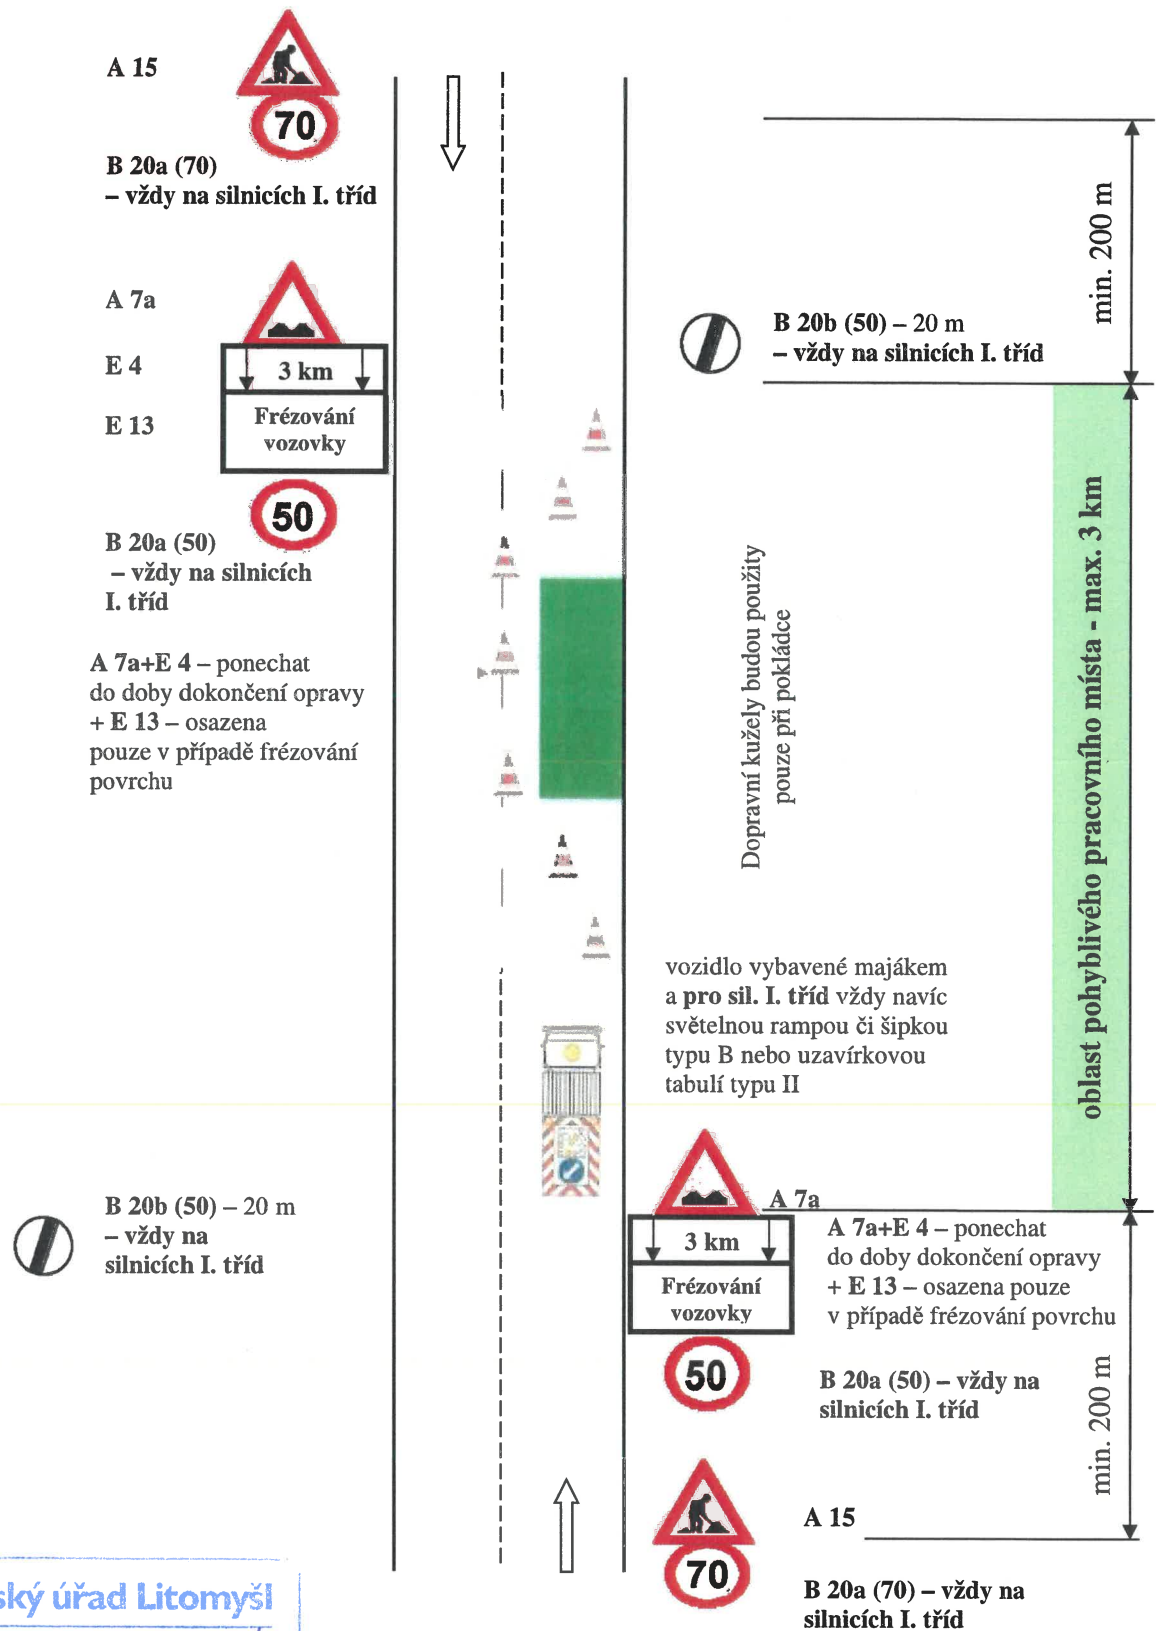 A 15
70
B 20a (70)
– vždy na silnicích I. tříd
A 7a
E 4
3 km
E 13
Frézování
vozovky
50
B 20a (50)
– vždy na silnicích
I. tříd
A 7a+E 4 – ponechat
do doby dokončení opravy
+ E 13 – osazena
pouze v případě frézování
povrchu
min. 200 m
B 20b (50) – 20 m
– vždy na silnicích I. tříd
Dopravní kužely budou použity
pouze při pokládce
oblast pohyblivého pracovního místa - max. 3 km
vozidlo vybavené majákem
a pro sil. I. tříd vždy navíc
světelnou rampou či šipkou
typu B nebo uzavírkovou
tabulí typu II
B 20b (50) – 20 m
– vždy na
silnicích I. tříd
A 7a
3 km
Frézování
vozovky
A 7a+E 4 – ponechat
do doby dokončení opravy
+ E 13 – osazena pouze
v případě frézování povrchu
50
B 20a (50) – vždy na
silnicích I. tříd
min. 200 m
A 15
70
B 20a (70) – vždy na
silnicích I. tříd
ský úřad Litomyšl